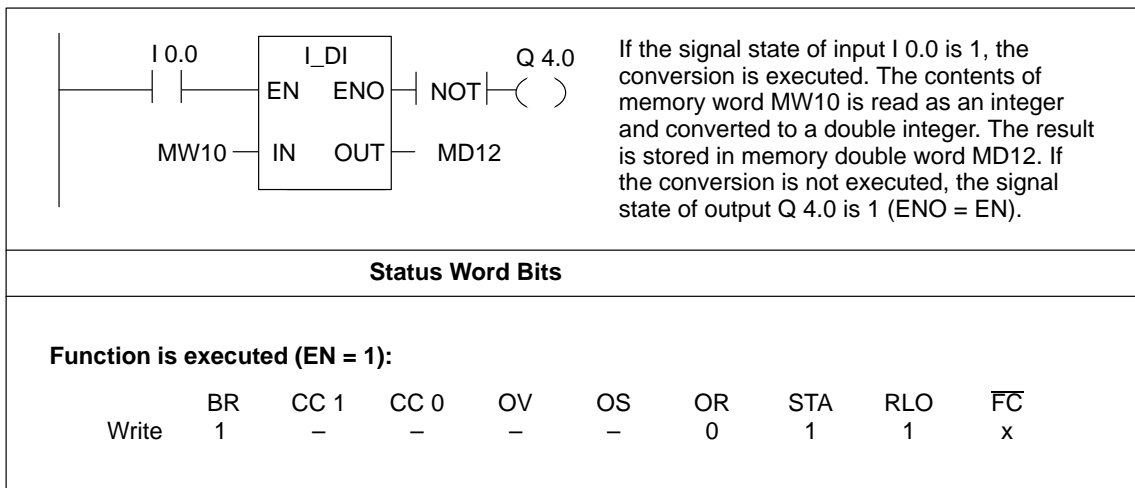 I 0.0
I_DI
Q 4.0
EN ENO NOT
MW10 IN OUT MD12
If the signal state of input I 0.0 is 1, the
conversion is executed. The contents of
memory word MW10 is read as an integer
and converted to a double integer. The result
is stored in memory double word MD12. If
the conversion is not executed, the signal
state of output Q 4.0 is 1 (ENO = EN).
Status Word Bits
Function is executed (EN = 1):
BR CC 1 CC 0 OV OS OR STA RLO F̅C̅
Write 1 – – – – 0 1 1 x